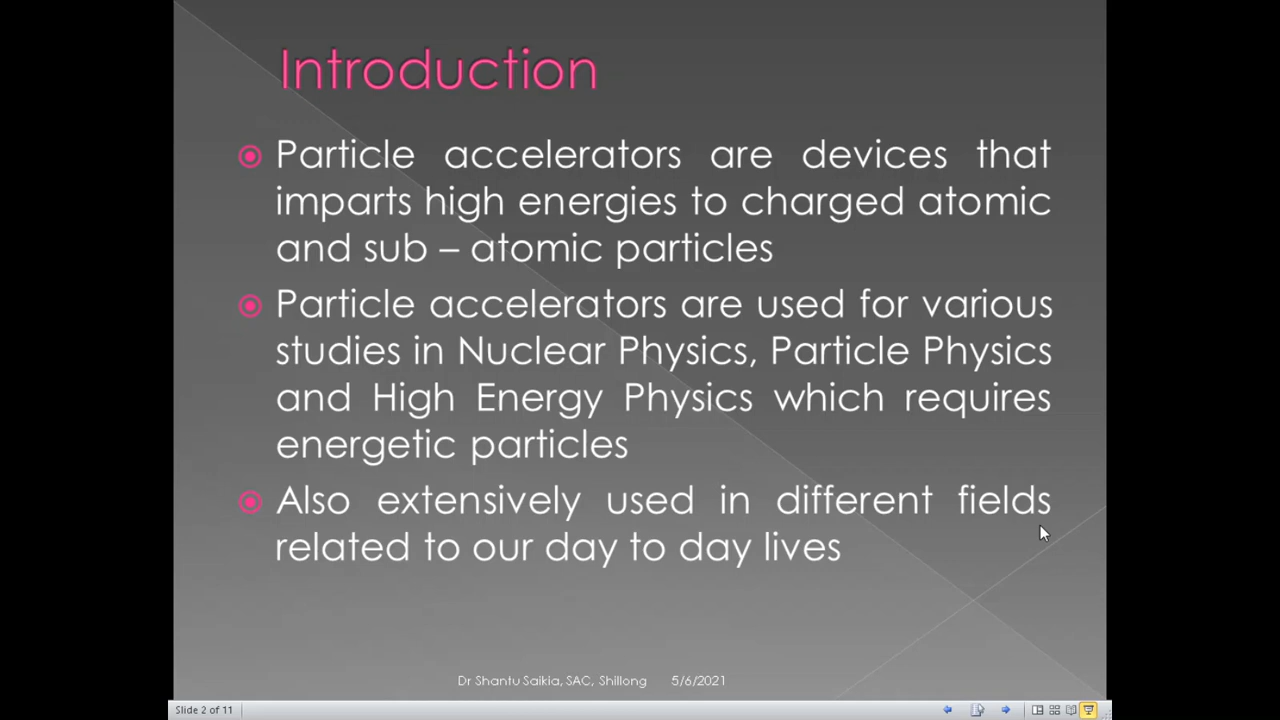 Introduction
Particle accelerators are devices that
imparts high energies to charged atomic
and sub – atomic particles
Particle accelerators are used for various
studies in Nuclear Physics, Particle Physics
and High Energy Physics which requires
energetic particles
Also extensively used in different fields
related to our day to day lives
Dr Shantu Saikia, SAC, Shillong 5/6/2021
Slide 2 of 11